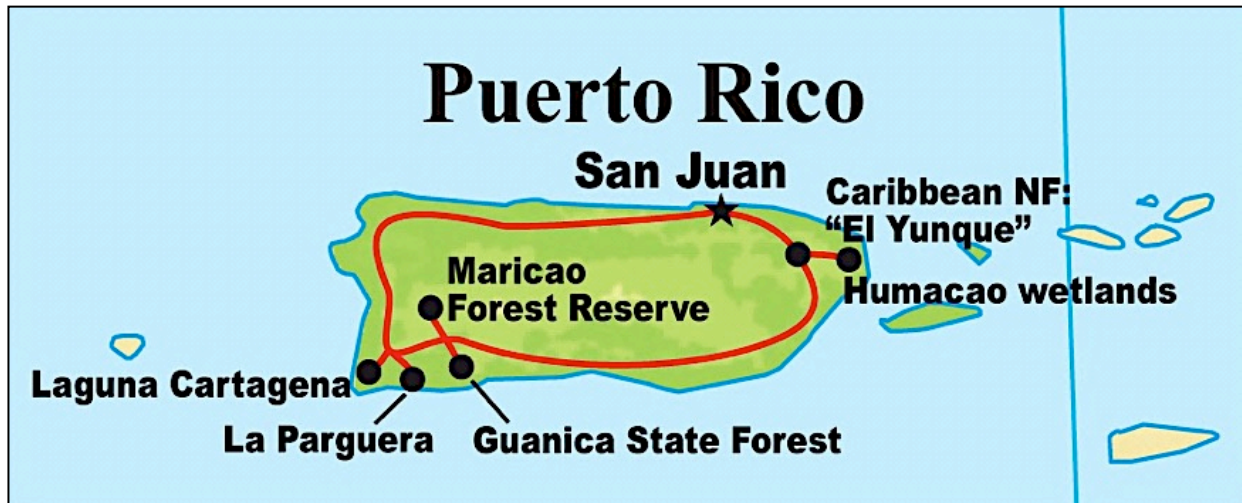 Puerto Rico
San Juan
Caribbean NF:
“El Yunque”
Maricao
Forest Reserve
Humacao wetlands
Laguna Cartagena
La Parguera
Guanica State Forest